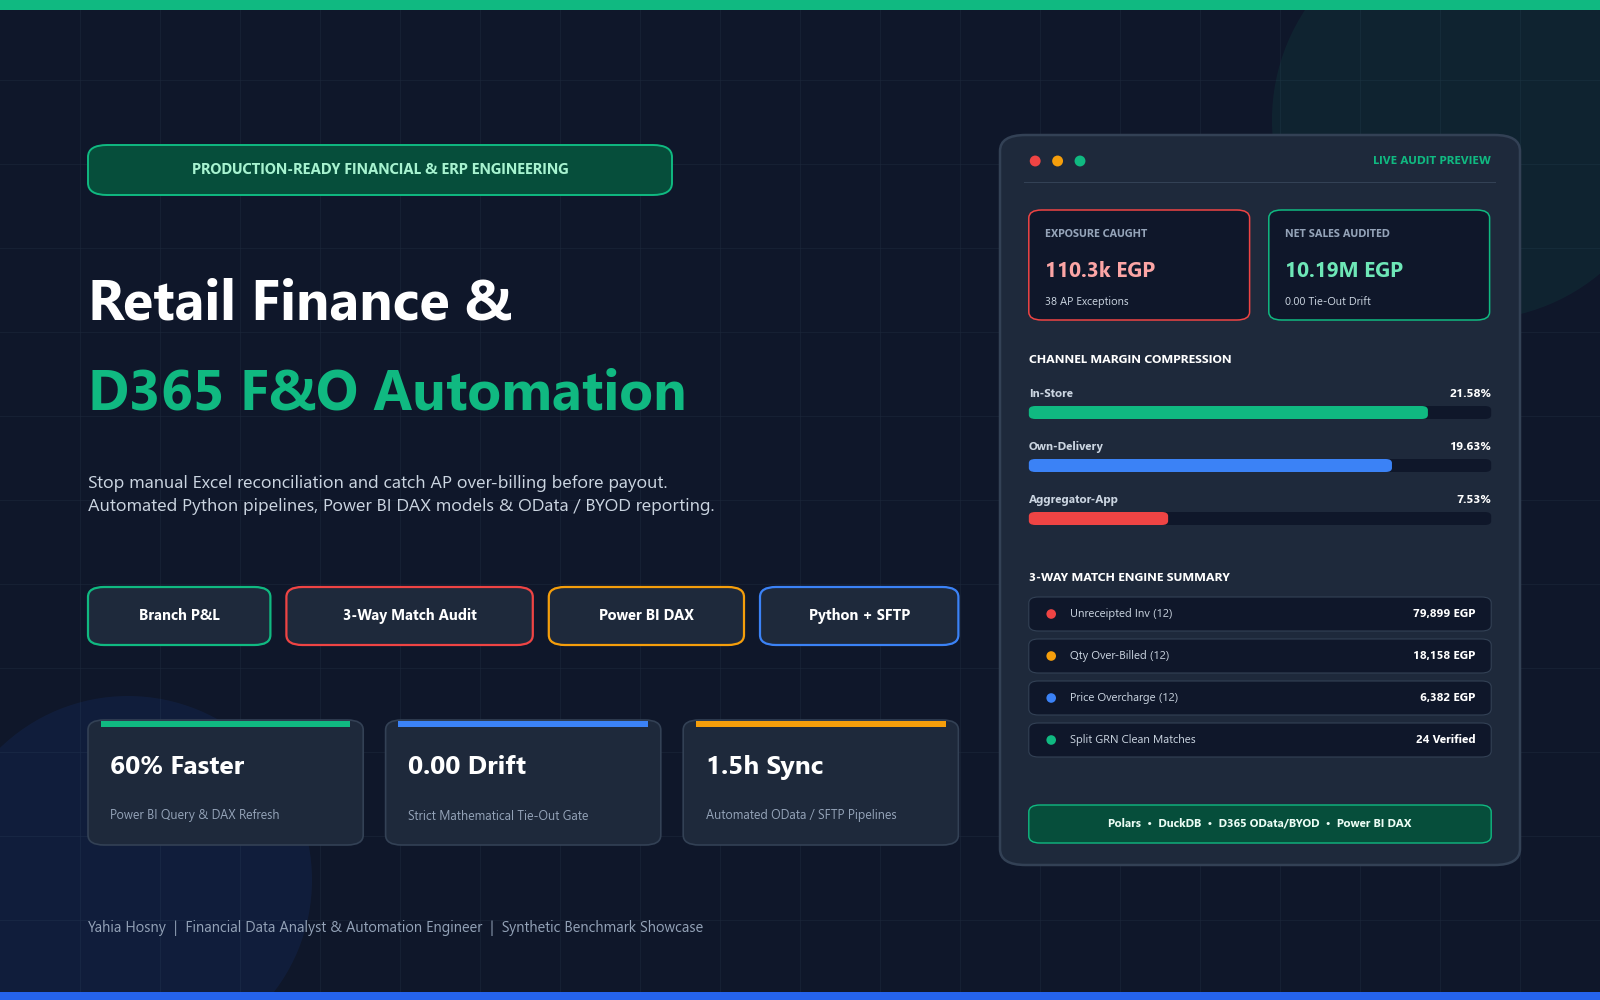 PRODUCTION-READY FINANCIAL & ERP ENGINEERING
Retail Finance &
D365 F&O Automation
Stop manual Excel reconciliation and catch AP over-billing before payout.
Automated Python pipelines, Power BI DAX models & OData / BYOD reporting.
Branch P&L
3-Way Match Audit
Power BI DAX
Python + SFTP
60% Faster
Power BI Query & DAX Refresh
0.00 Drift
Strict Mathematical Tie-Out Gate
1.5h Sync
Automated OData / SFTP Pipelines
Yahia Hosny | Financial Data Analyst & Automation Engineer | Synthetic Benchmark Showcase
LIVE AUDIT PREVIEW
EXPOSURE CAUGHT
110.3k EGP
38 AP Exceptions
NET SALES AUDITED
10.19M EGP
0.00 Tie-Out Drift
CHANNEL MARGIN COMPRESSION
In-Store 21.58%
Own-Delivery 19.63%
Aggregator-App 7.53%
3-WAY MATCH ENGINE SUMMARY
Unreceipted Inv (12) 79,899 EGP
Qty Over-Billed (12) 18,158 EGP
Price Overcharge (12) 6,382 EGP
Split GRN Clean Matches 24 Verified
Polars • DuckDB • D365 OData/BYOD • Power BI DAX